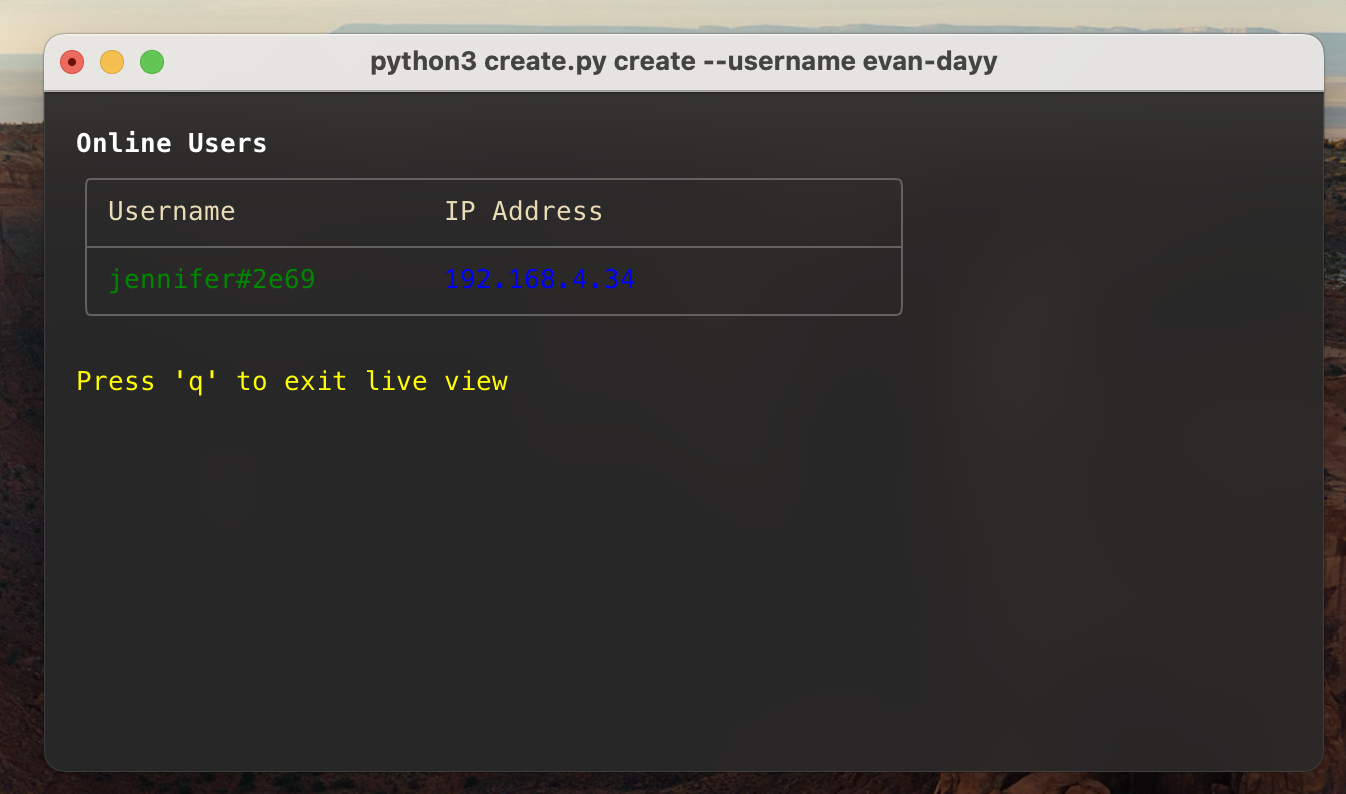 python3 create.py create --username evan-dayy
Online Users
Username IP Address
jennifer#2e69 192.168.4.34
Press 'q' to exit live view